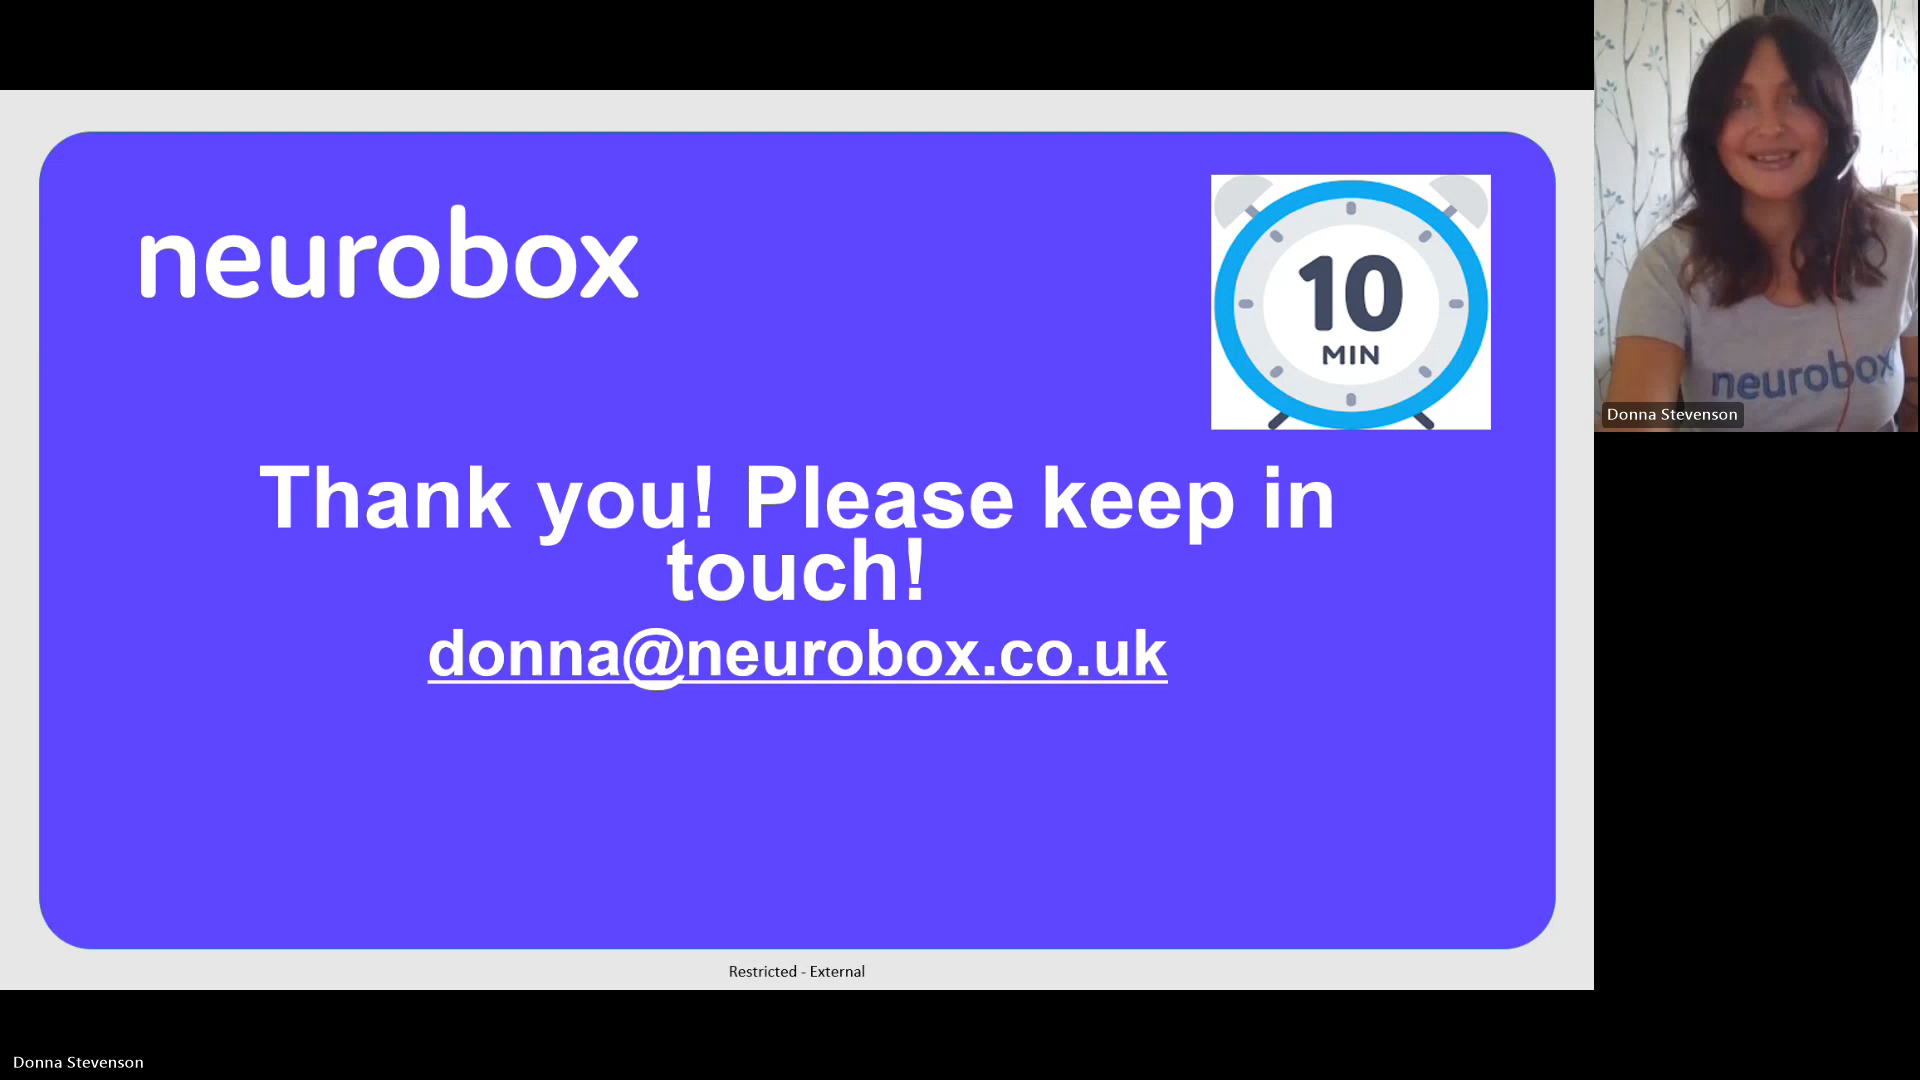 neurobox
10
MIN
Thank you! Please keep in
touch!
donna@neurobox.co.uk
Restricted - External
neurobox
Donna Stevenson
Donna Stevenson